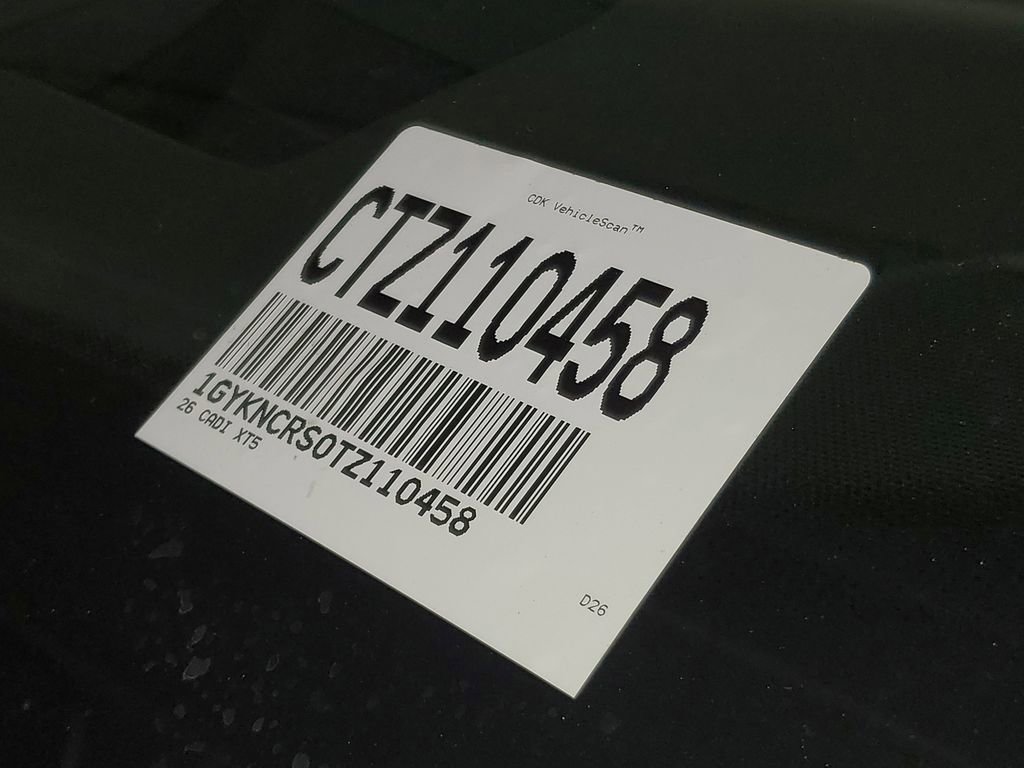 CDK VehicleScan™
CTZ110458
1GYKNCRS0TZ110458
26 CADI XT5
D26